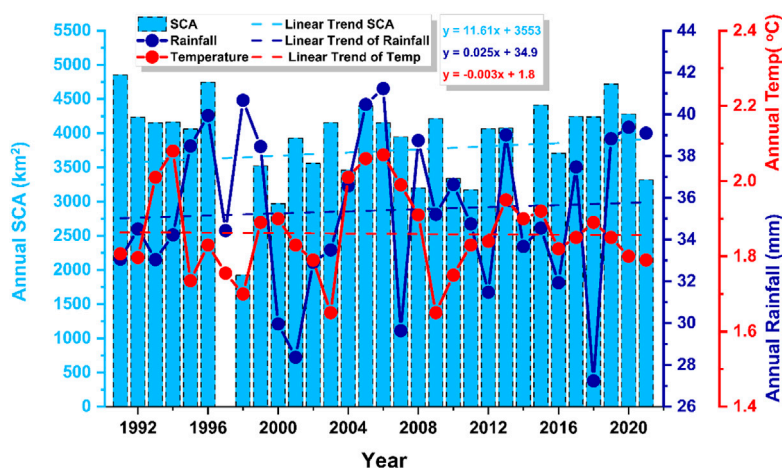 SCA
Linear Trend SCA
Rainfall
Linear Trend of Rainfall
Temperature
Linear Trend of Temp
y = 11.61x + 3553
y = 0.025x + 34.9
y = -0.003x + 1.8
5500
5000
4500
4000
3500
3000
2500
2000
1500
1000
500
0
Annual SCA (km²)
44
42
40
38
36
34
32
30
28
26
Annual Rainfall (mm)
2.4
2.2
2.0
1.8
1.6
1.4
Annual Temp( °C)
1992
1996
2000
2004
2008
2012
2016
2020
Year